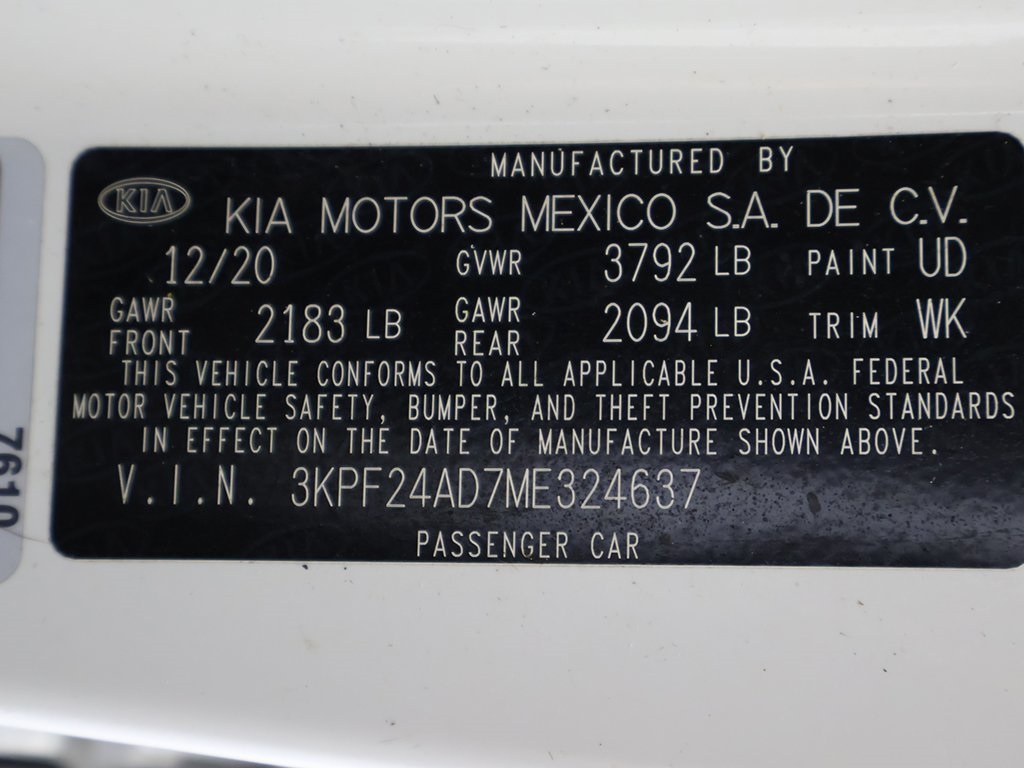 MANUFACTURED BY
KIA KIA MOTORS MEXICO S.A. DE C.V.
12/20 GVWR 3792 LB PAINT UD
GAWR FRONT 2183 LB GAWR REAR 2094 LB TRIM WK
THIS VEHICLE CONFORMS TO ALL APPLICABLE U.S.A. FEDERAL
MOTOR VEHICLE SAFETY, BUMPER, AND THEFT PREVENTION STANDARDS
IN EFFECT ON THE DATE OF MANUFACTURE SHOWN ABOVE.
V.I.N. 3KPF24AD7ME324637
PASSENGER CAR